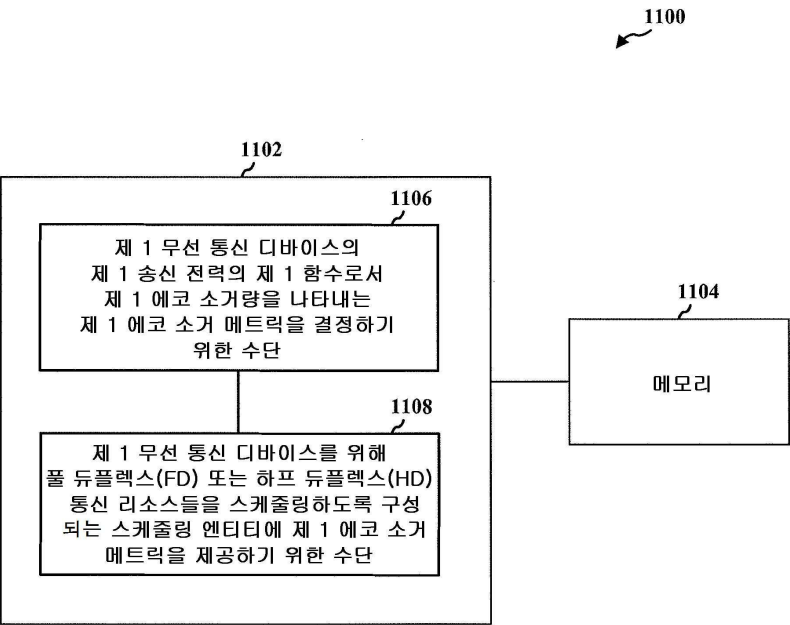 1100
1102
1106
제 1 무선 통신 디바이스의
제 1 송신 전력의 제 1 함수로서
제 1 에코 소거량을 나타내는
제 1 에코 소거 메트릭을 결정하기
위한 수단
1104
메모리
1108
제 1 무선 통신 디바이스를 위해
풀 듀플렉스(FD) 또는 하프 듀플렉스(HD)
통신 리소스들을 스케줄링하도록 구성
되는 스케줄링 엔티티에 제 1 에코 소거
메트릭을 제공하기 위한 수단